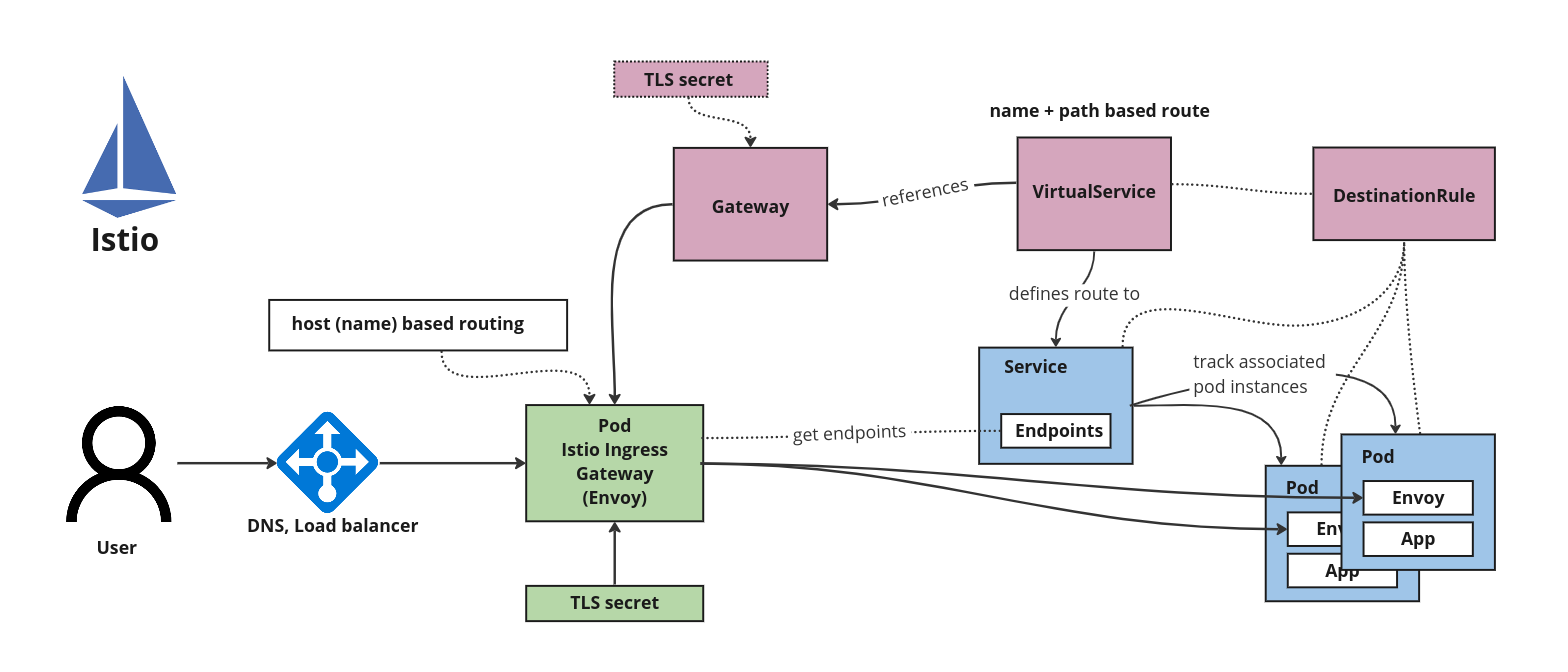 TLS secret
name + path based route
Istio
Gateway
references
VirtualService
DestinationRule
defines route to
host (name) based routing
Service
Endpoints
track associated
pod instances
get endpoints
Pod
Istio Ingress
Gateway
(Envoy)
DNS, Load balancer
User
TLS secret
Pod
Env
App
Pod
Envoy
App